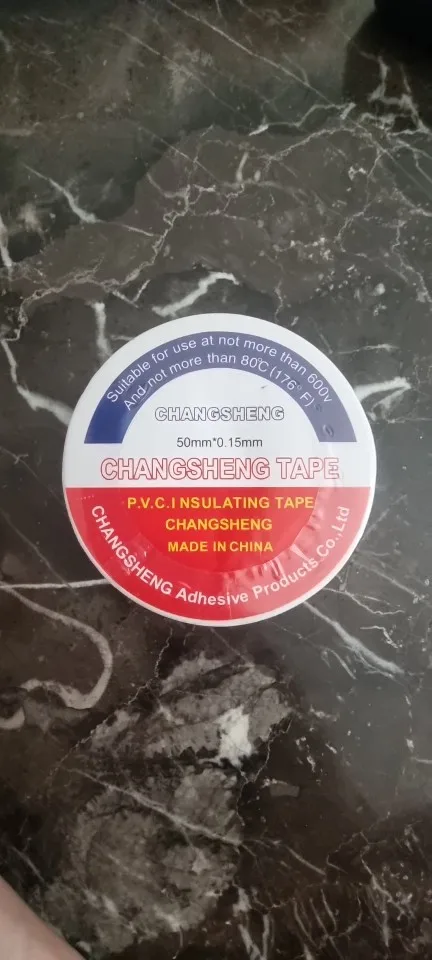 Suitable for use at not more than 600v
And not more than 80℃ (176° F)
CHANGSHENG
50mm*0.15mm
CHANGSHENG TAPE
P.V.C.I NSULATING TAPE
CHANGSHENG
MADE IN CHINA
CHANGSHENG Adhesive Products Co.,Ltd